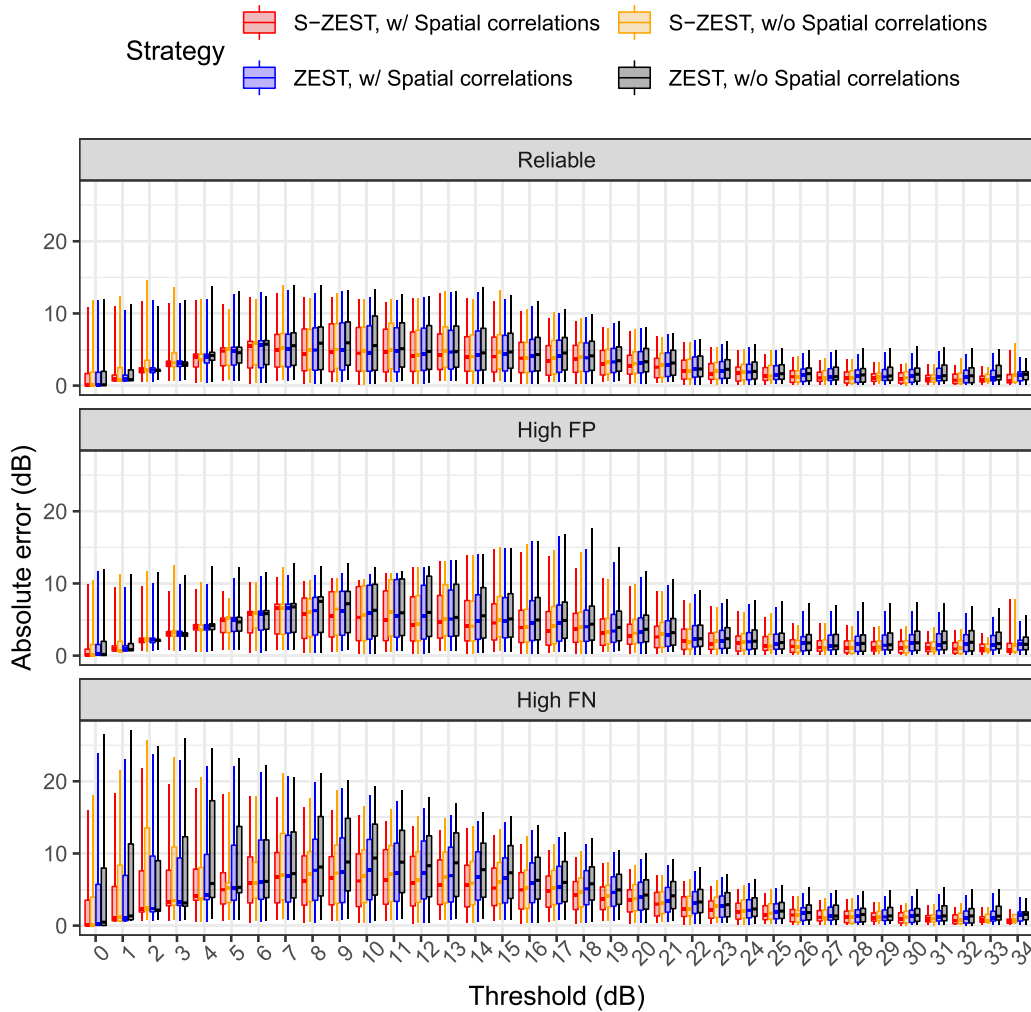 Strategy
S−ZEST, w/ Spatial correlations
S−ZEST, w/o Spatial correlations
ZEST, w/ Spatial correlations
ZEST, w/o Spatial correlations
Reliable
20
10
0
High FP
20
10
0
High FN
20
10
0
Absolute error (dB)
0 1 2 3 4 5 6 7 8 9 10 11 12 13 14 15 16 17 18 19 20 21 22 23 24 25 26 27 28 29 30 31 32 33 34
Threshold (dB)